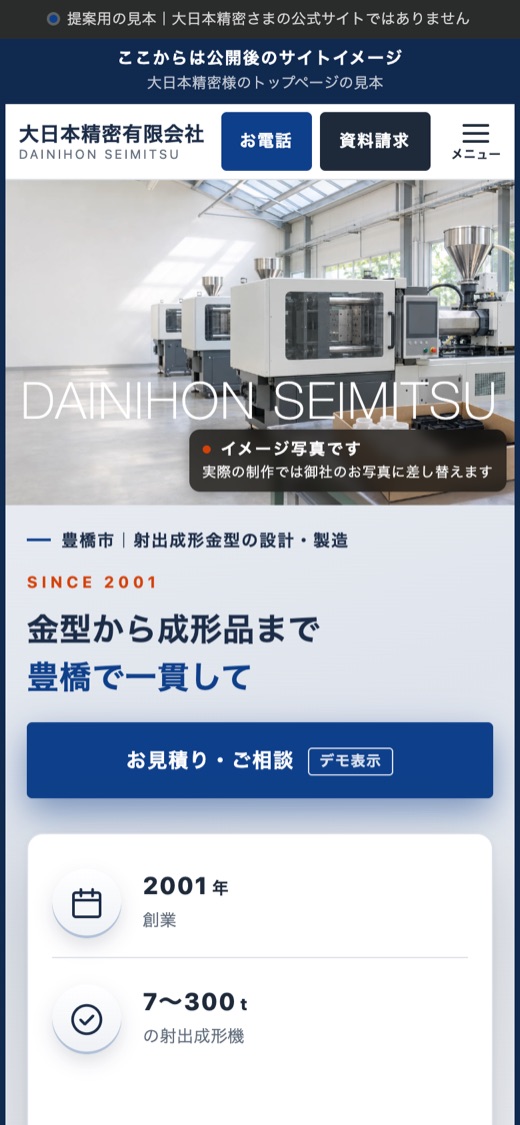 提案用の見本｜大日本精密さまの公式サイトではありません
ここからは公開後のサイトイメージ
大日本精密様のトップページの見本
大日本精密有限会社
DAINIHON SEIMITSU
お電話
資料請求
メニュー
DAINIHON SEIMITSU
イメージ写真です
実際の制作では御社のお写真に差し替えます
豊橋市｜射出成形金型の設計・製造
SINCE 2001
金型から成形品まで
豊橋で一貫して
お見積り・ご相談 デモ表示
2001年
創業
7〜300t
の射出成形機